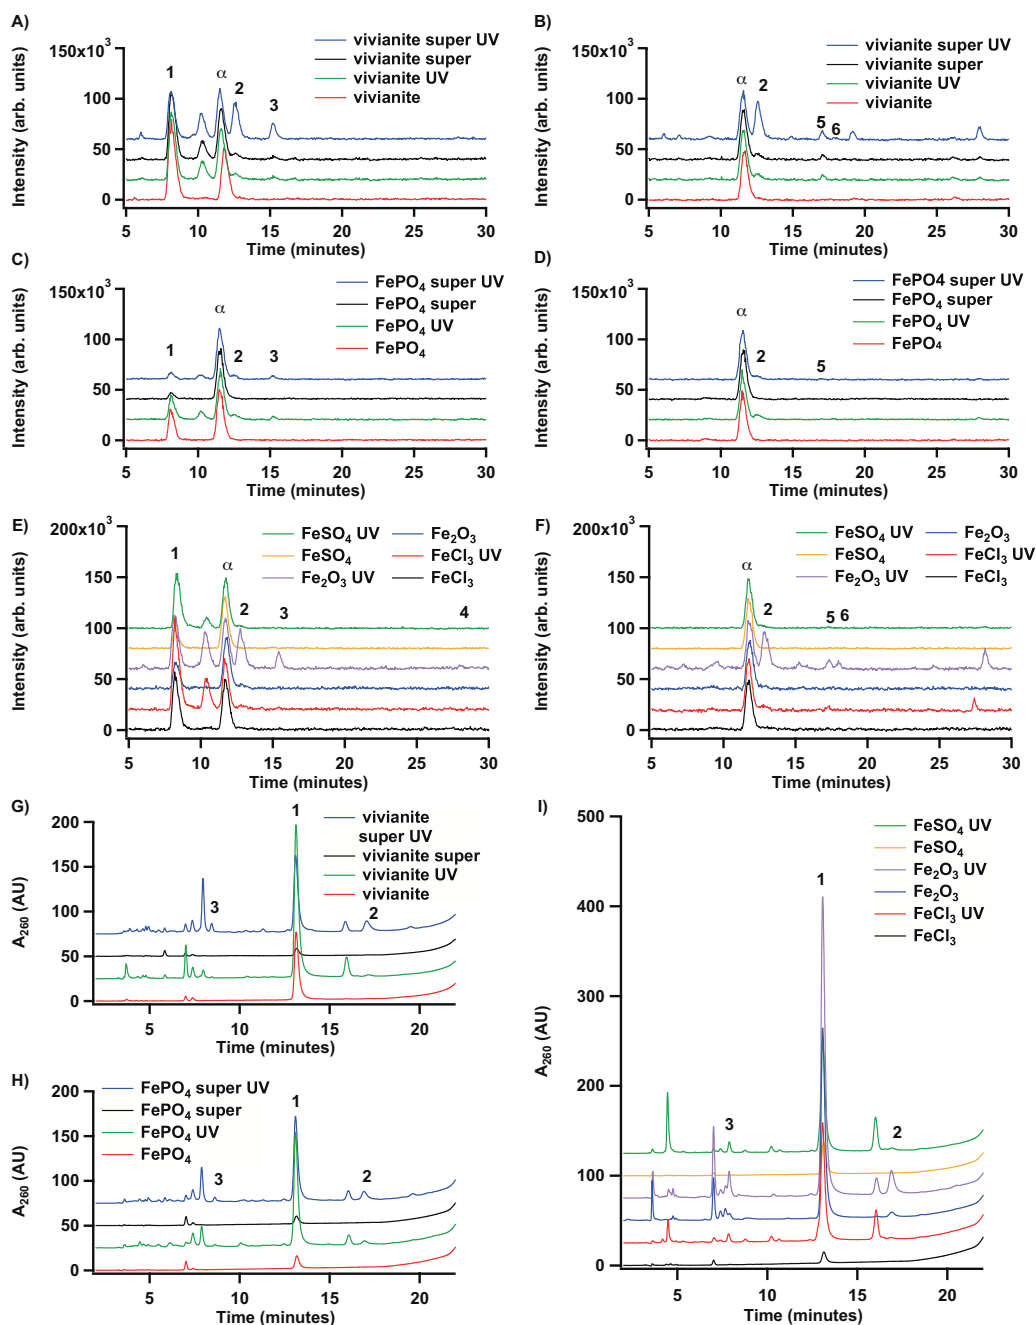 A)
vivianite super UV
vivianite super
vivianite UV
vivianite
150x10³
100
50
0
Intensity (arb. units)
1
α
2
3
5 10 15 20 25 30
Time (minutes)
B)
vivianite super UV
vivianite super
vivianite UV
vivianite
150x10³
100
50
0
Intensity (arb. units)
α
2
5
6
5 10 15 20 25 30
Time (minutes)
C)
FePO₄ super UV
FePO₄ super
FePO₄ UV
FePO₄
150x10³
100
50
0
Intensity (arb. units)
1
α
2
3
5 10 15 20 25 30
Time (minutes)
D)
FePO4 super UV
FePO₄ super
FePO₄ UV
FePO₄
150x10³
100
50
0
Intensity (arb. units)
α
2
5
5 10 15 20 25 30
Time (minutes)
E)
FeSO₄ UV
FeSO₄
Fe₂O₃ UV
Fe₂O₃
FeCl₃ UV
FeCl₃
200x10³
150
100
50
0
Intensity (arb. units)
1
α
2
3
4
5 10 15 20 25 30
Time (minutes)
F)
FeSO₄ UV
FeSO₄
Fe₂O₃ UV
Fe₂O₃
FeCl₃ UV
FeCl₃
200x10³
150
100
50
0
Intensity (arb. units)
α
2
5
6
5 10 15 20 25 30
Time (minutes)
G)
vivianite
super UV
vivianite super
vivianite UV
vivianite
200
150
100
50
0
A₂₆₀ (AU)
1
3
2
5 10 15 20
Time (minutes)
H)
FePO₄ super UV
FePO₄ super
FePO₄ UV
FePO₄
200
150
100
50
0
A₂₆₀ (AU)
1
3
2
5 10 15 20
Time (minutes)
I)
FeSO₄ UV
FeSO₄
Fe₂O₃ UV
Fe₂O₃
FeCl₃ UV
FeCl₃
500
400
300
200
100
0
A₂₆₀ (AU)
1
3
2
5 10 15 20
Time (minutes)